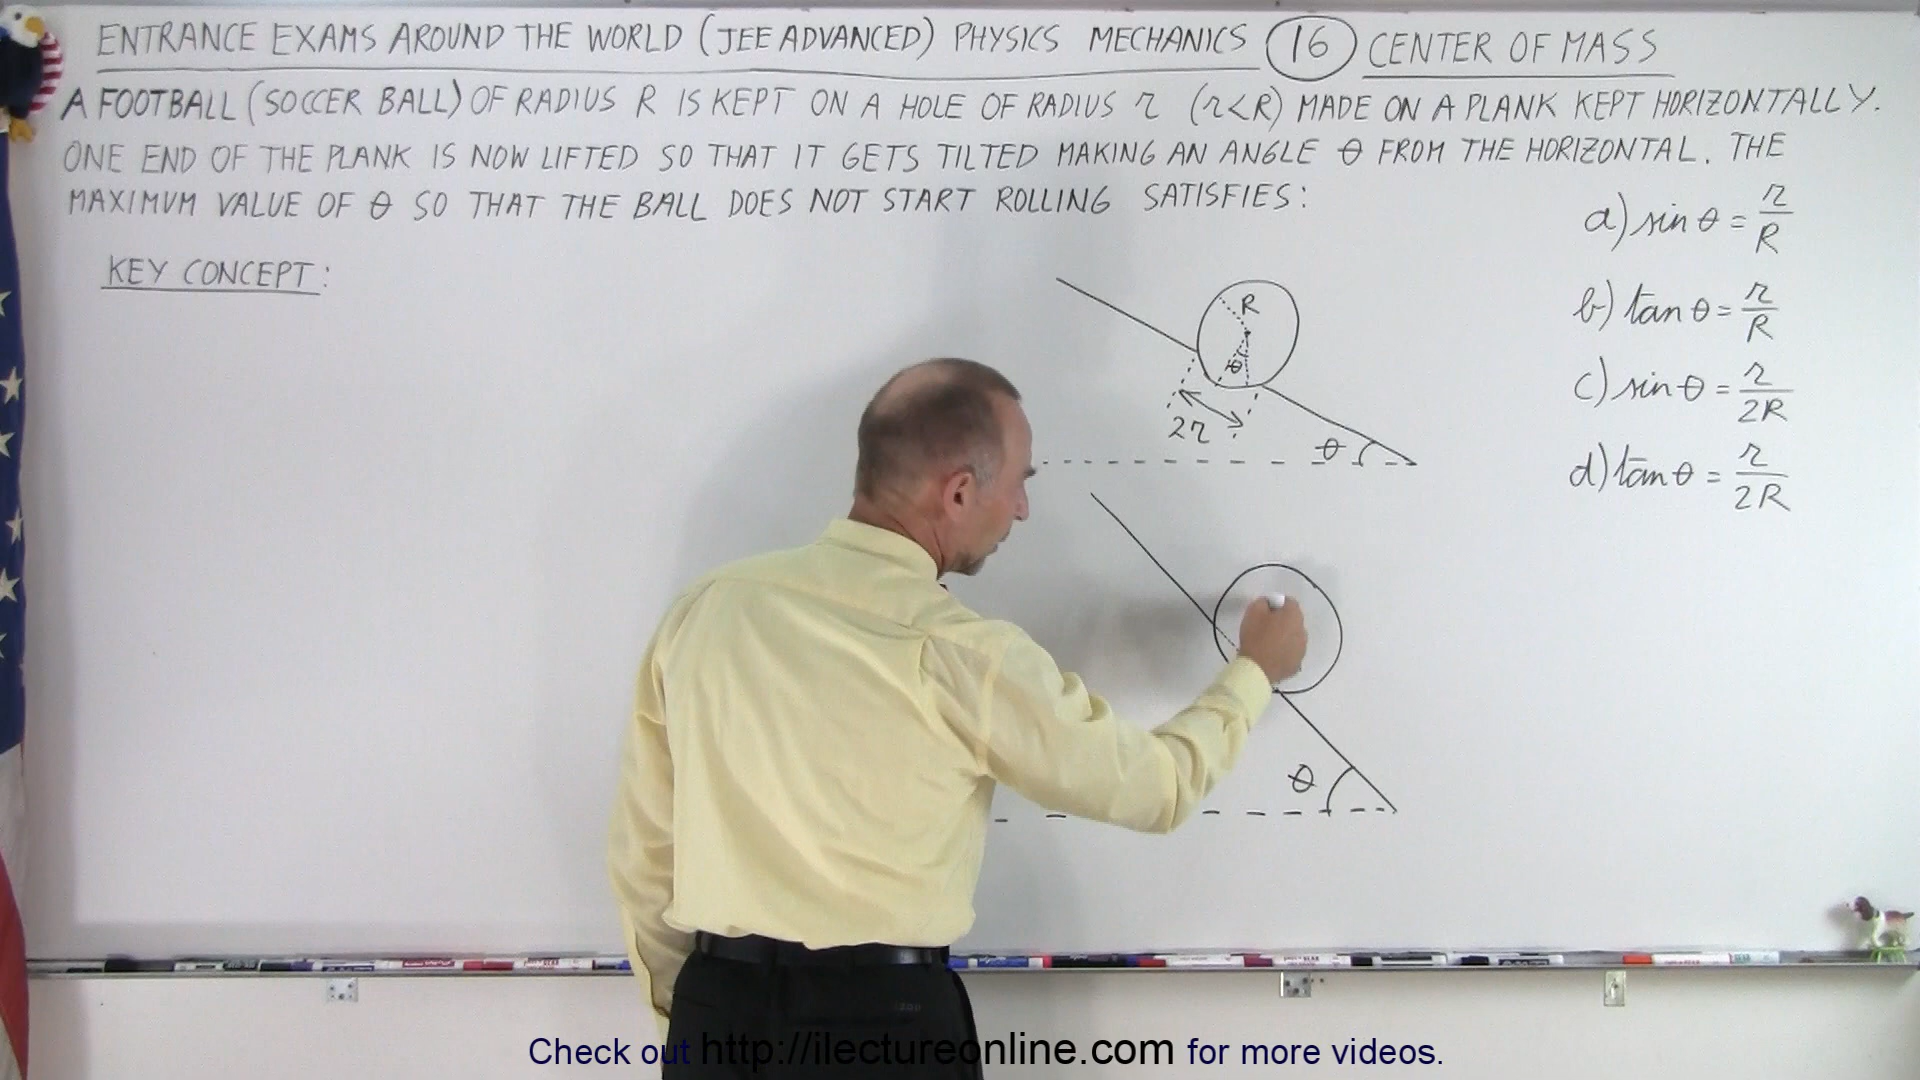 ENTRANCE EXAMS AROUND THE WORLD (JEE ADVANCED) PHYSICS MECHANICS 16 CENTER OF MASS
A FOOTBALL (SOCCER BALL) OF RADIUS R IS KEPT ON A HOLE OF RADIUS r (r<R) MADE ON A PLANK KEPT HORIZONTALLY.
ONE END OF THE PLANK IS NOW LIFTED SO THAT IT GETS TILTED MAKING AN ANGLE θ FROM THE HORIZONTAL. THE
MAXIMUM VALUE OF θ SO THAT THE BALL DOES NOT START ROLLING SATISFIES:
a) sin θ = r/R
b) tan θ = r/R
c) sin θ = r/2R
d) tan θ = r/2R
KEY CONCEPT:
R
θ
2r
θ
θ
Check out http://ilectureonline.com for more videos.